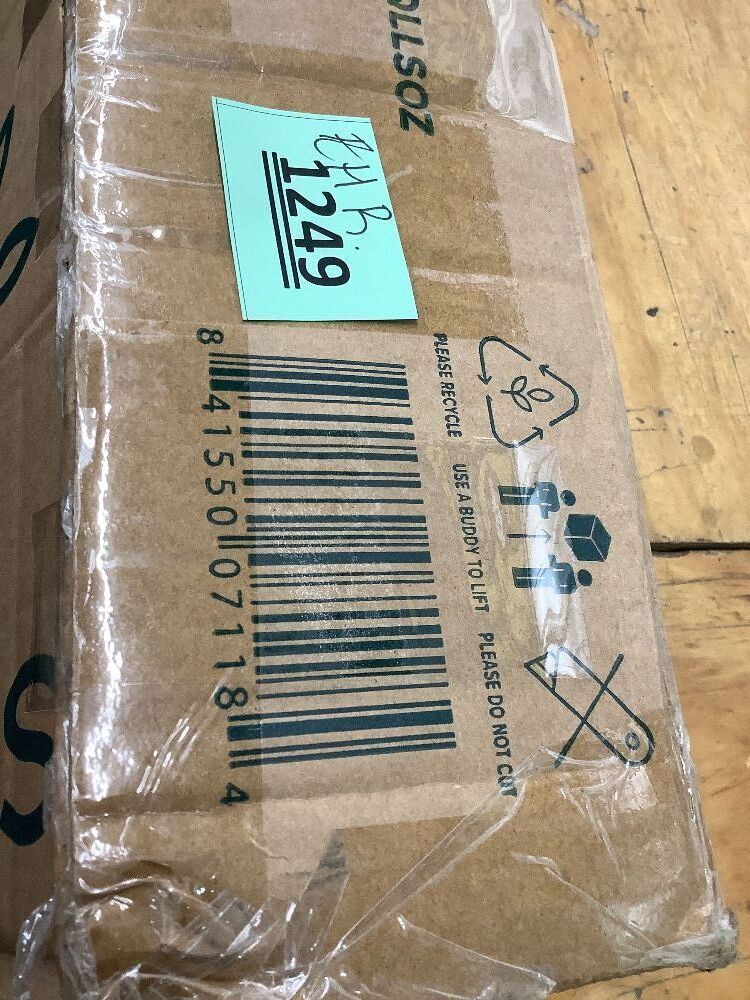 OLLSOZ
1249
PLEASE RECYCLE
USE A BUDDY TO LIFT
PLEASE DO NOT CUT
8 41550 07118 4